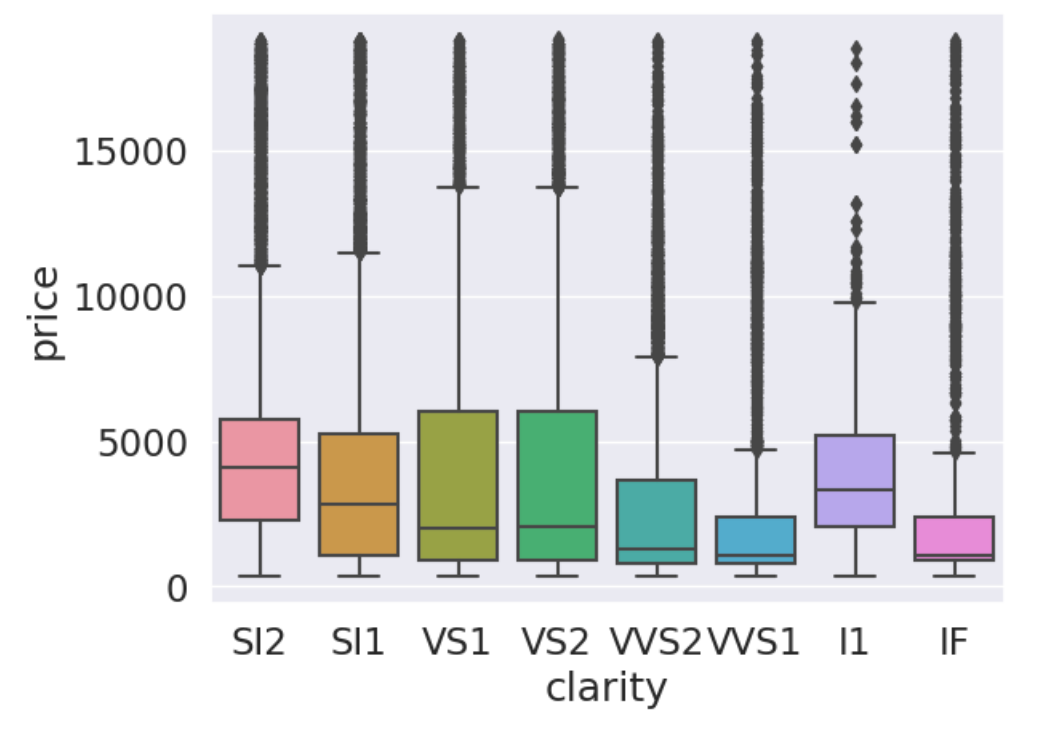 15000
10000
5000
0
price
SI2 SI1 VS1 VS2 VVS2 VVS1 I1 IF
clarity